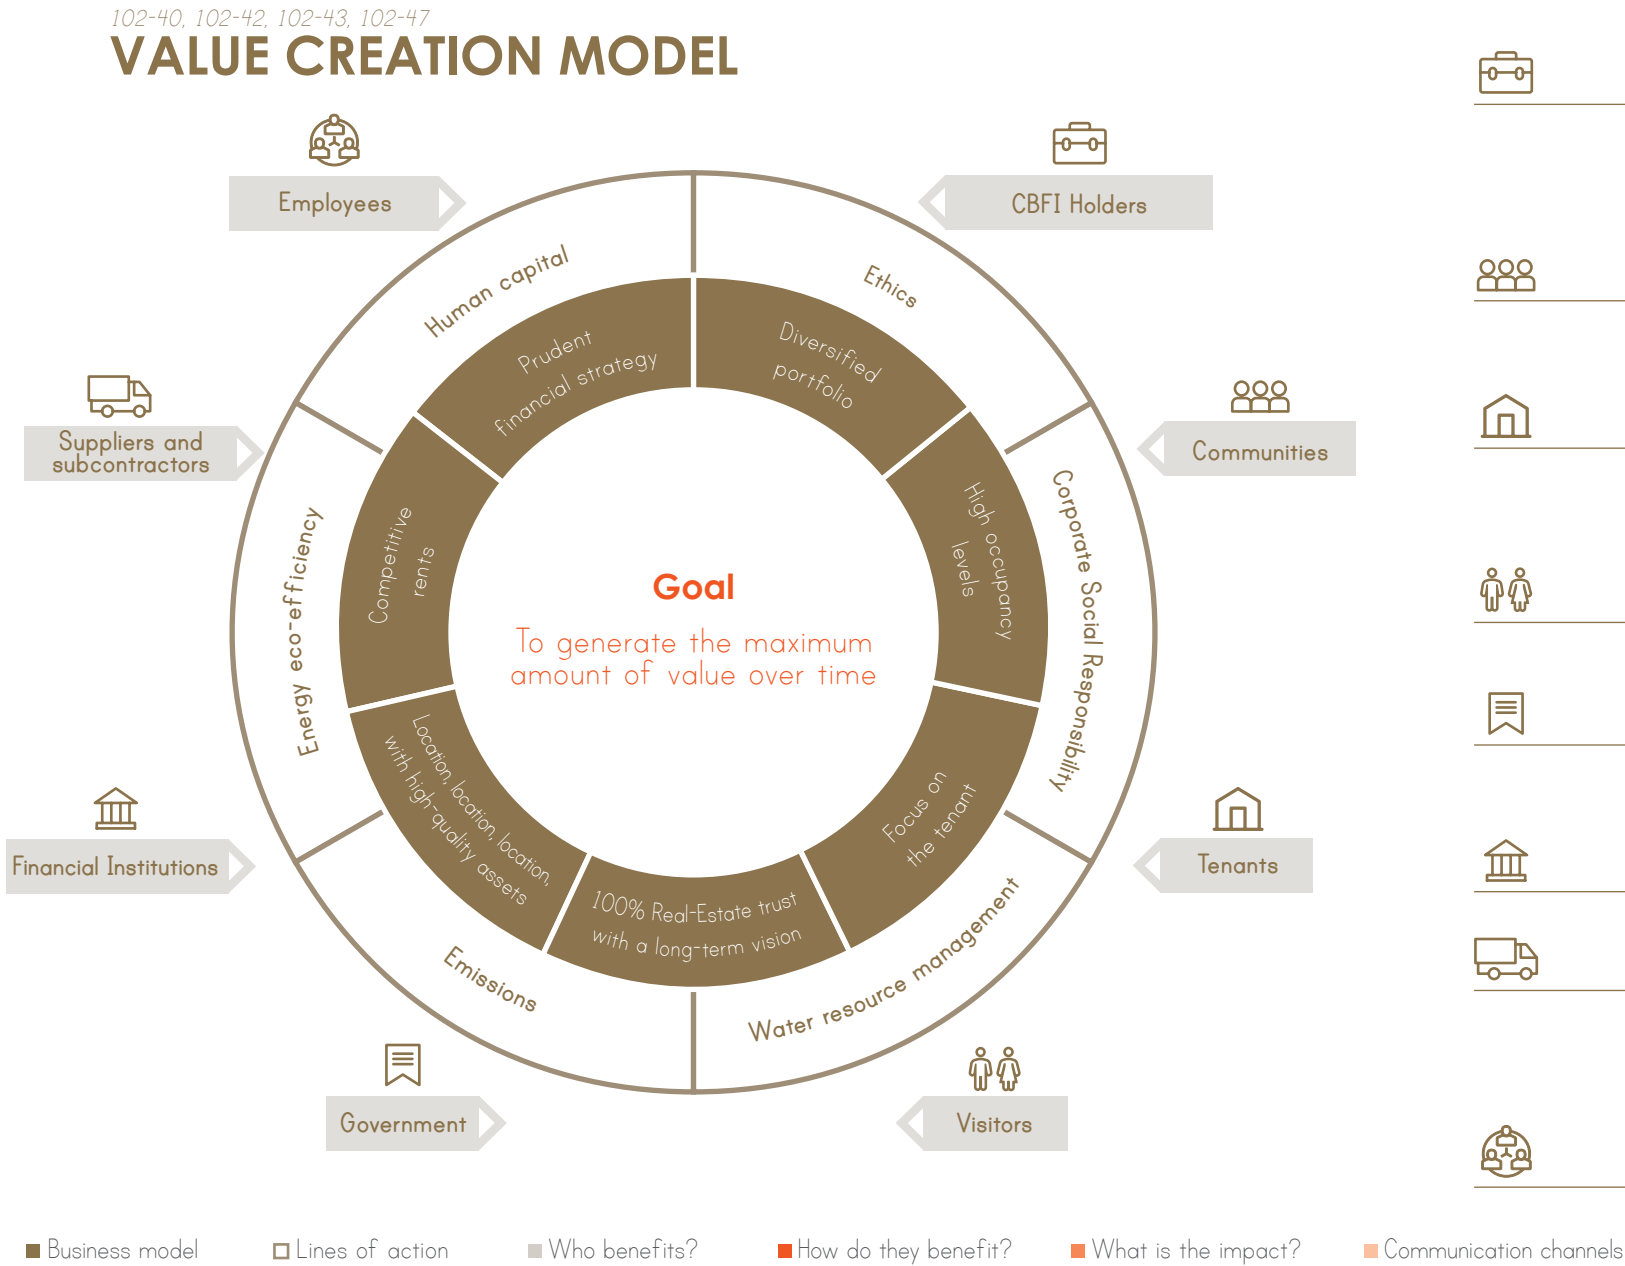 102-40, 102-42, 102-43, 102-47
VALUE CREATION MODEL
Employees
CBFI Holders
Human capital
Ethics
Prudent
financial strategy
Diversified
portfolio
Suppliers and
subcontractors
Communities
Competitive
rents
High occupancy
levels
Energy eco-efficiency
Corporate Social Responsibility
Goal
To generate the maximum
amount of value over time
Location, location, location,
with high-quality assets
Focus on
the tenant
Financial Institutions
Tenants
100% Real-Estate trust
with a long-term vision
Emissions
Water resource management
Government
Visitors
Business model
Lines of action
Who benefits?
How do they benefit?
What is the impact?
Communication channels